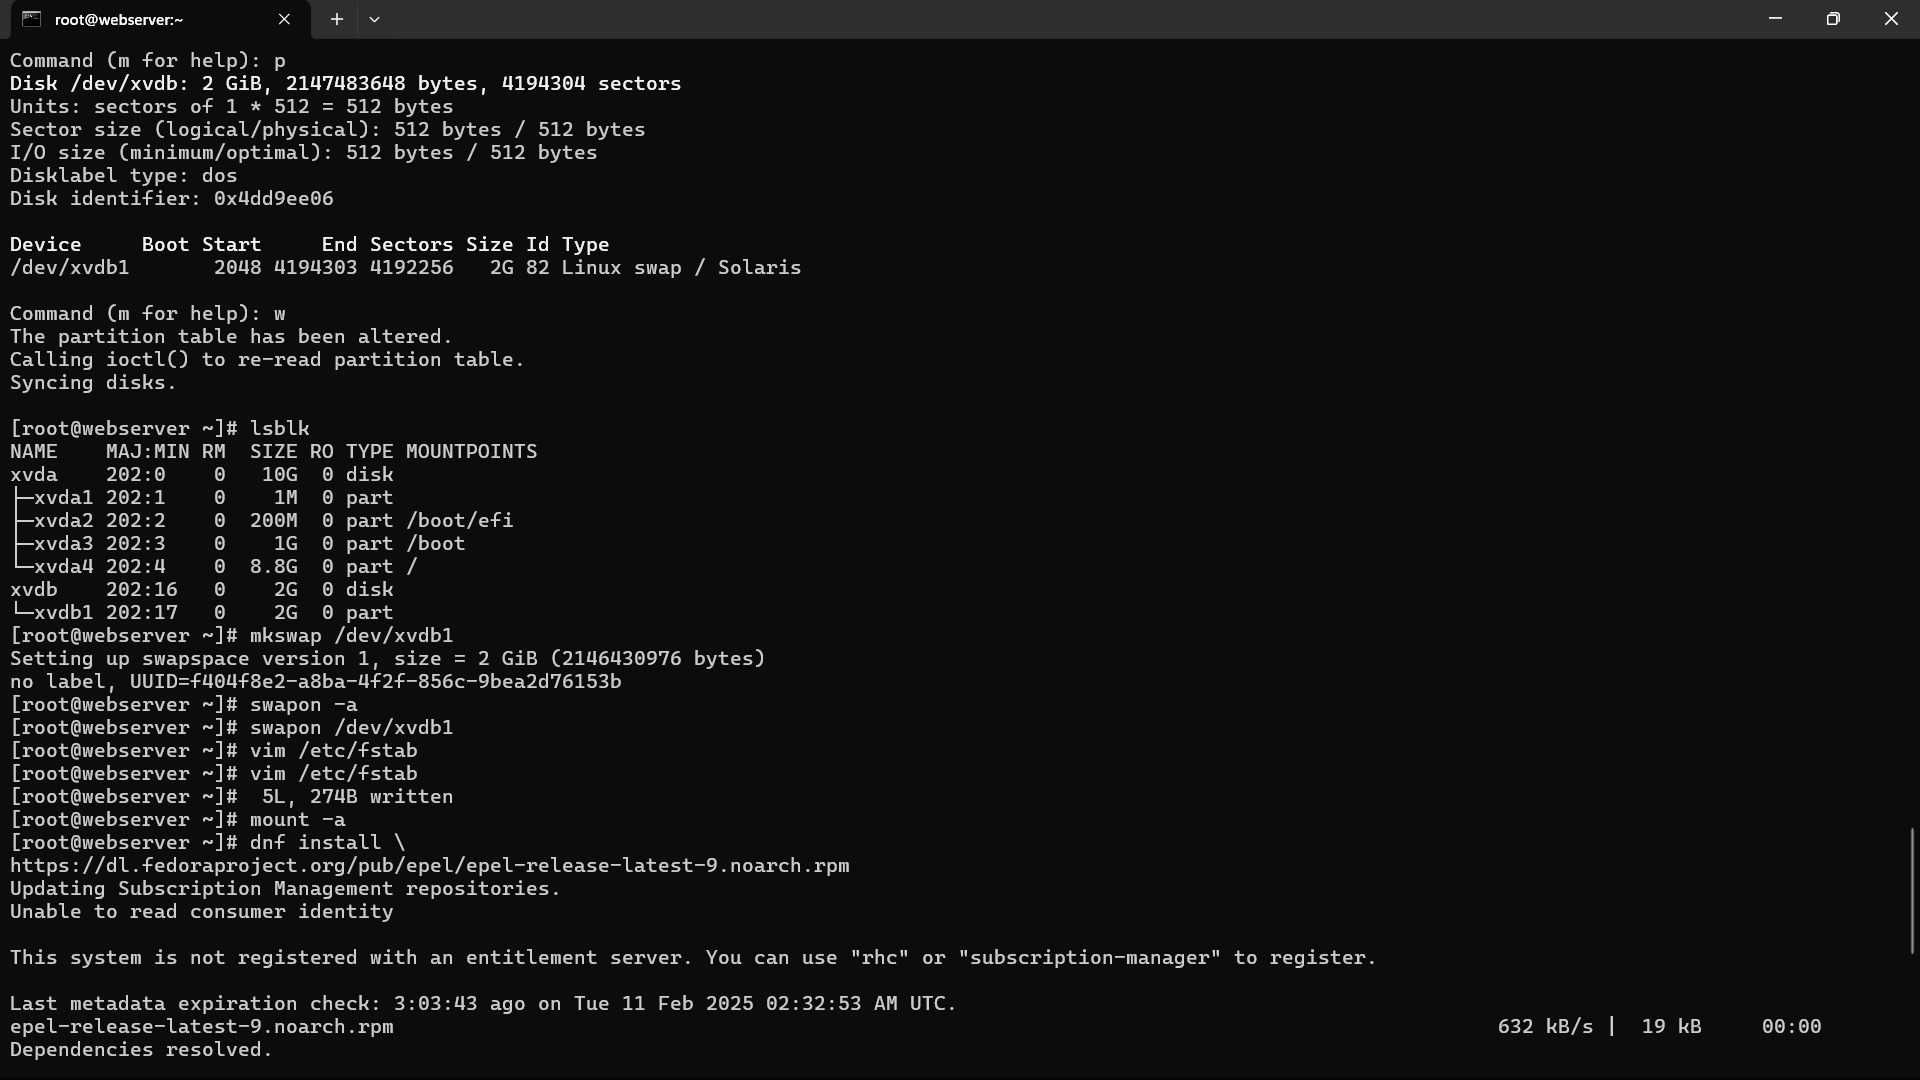 root@webserver:~
Command (m for help): p
Disk /dev/xvdb: 2 GiB, 2147483648 bytes, 4194304 sectors
Units: sectors of 1 * 512 = 512 bytes
Sector size (logical/physical): 512 bytes / 512 bytes
I/O size (minimum/optimal): 512 bytes / 512 bytes
Disklabel type: dos
Disk identifier: 0x4dd9ee06
Device     Boot Start     End Sectors Size Id Type
/dev/xvdb1       2048 4194303 4192256   2G 82 Linux swap / Solaris
Command (m for help): w
The partition table has been altered.
Calling ioctl() to re-read partition table.
Syncing disks.
[root@webserver ~]# lsblk
NAME    MAJ:MIN RM  SIZE RO TYPE MOUNTPOINTS
xvda    202:0    0   10G  0 disk
├─xvda1 202:1    0    1M  0 part
├─xvda2 202:2    0  200M  0 part /boot/efi
├─xvda3 202:3    0    1G  0 part /boot
└─xvda4 202:4    0  8.8G  0 part /
xvdb    202:16   0    2G  0 disk
└─xvdb1 202:17   0    2G  0 part
[root@webserver ~]# mkswap /dev/xvdb1
Setting up swapspace version 1, size = 2 GiB (2146430976 bytes)
no label, UUID=f404f8e2-a8ba-4f2f-856c-9bea2d76153b
[root@webserver ~]# swapon -a
[root@webserver ~]# swapon /dev/xvdb1
[root@webserver ~]# vim /etc/fstab
[root@webserver ~]# vim /etc/fstab
[root@webserver ~]#  5L, 274B written
[root@webserver ~]# mount -a
[root@webserver ~]# dnf install \
https://dl.fedoraproject.org/pub/epel/epel-release-latest-9.noarch.rpm
Updating Subscription Management repositories.
Unable to read consumer identity
This system is not registered with an entitlement server. You can use "rhc" or "subscription-manager" to register.
Last metadata expiration check: 3:03:43 ago on Tue 11 Feb 2025 02:32:53 AM UTC.
epel-release-latest-9.noarch.rpm 632 kB/s |  19 kB     00:00
Dependencies resolved.